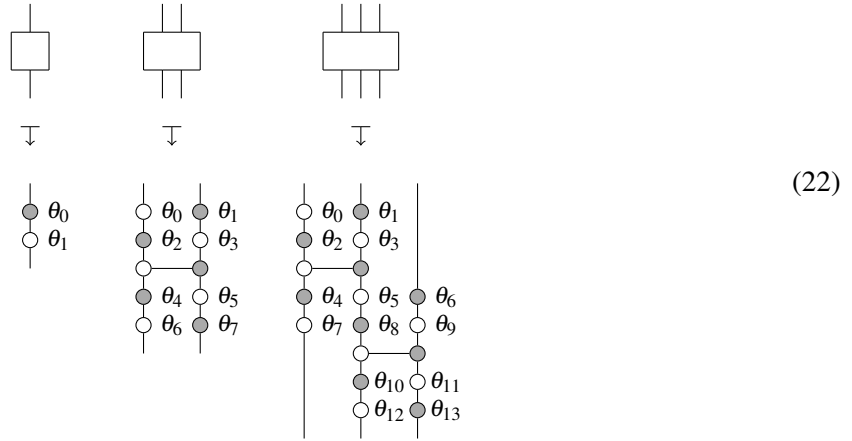 (22)
θ₀ θ₀ θ₁ θ₀ θ₁
θ₁ θ₂ θ₃ θ₂ θ₃
θ₄ θ₅ θ₄ θ₅ θ₆
θ₆ θ₇ θ₇ θ₈ θ₉
θ₁₀ θ₁₁
θ₁₂ θ₁₃